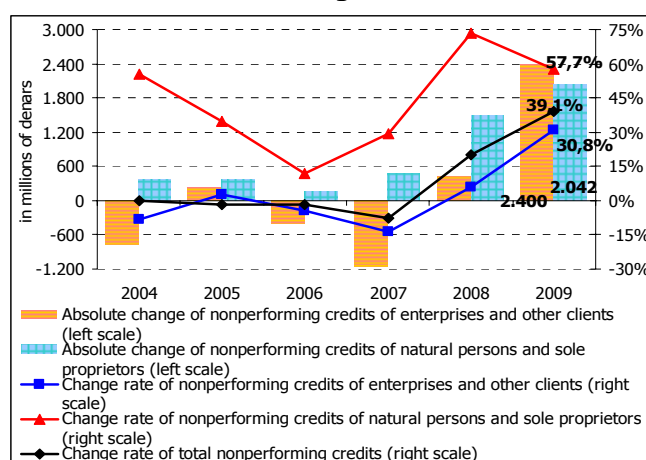 3.000
2.400
1.800
1.200
600
0
-600
-1.200
in millions of denars
75%
60%
45%
30%
15%
0%
-15%
-30%
57,7%
39,1%
30,8%
2.042
2.400
2004 2005 2006 2007 2008 2009
Absolute change of nonperforming credits of enterprises and other clients
(left scale)
Absolute change of nonperforming credits of natural persons and sole
proprietors (left scale)
Change rate of nonperforming credits of enterprises and other clients (right
scale)
Change rate of nonperforming credits of natural persons and sole proprietors
(right scale)
Change rate of total nonperforming credits (right scale)